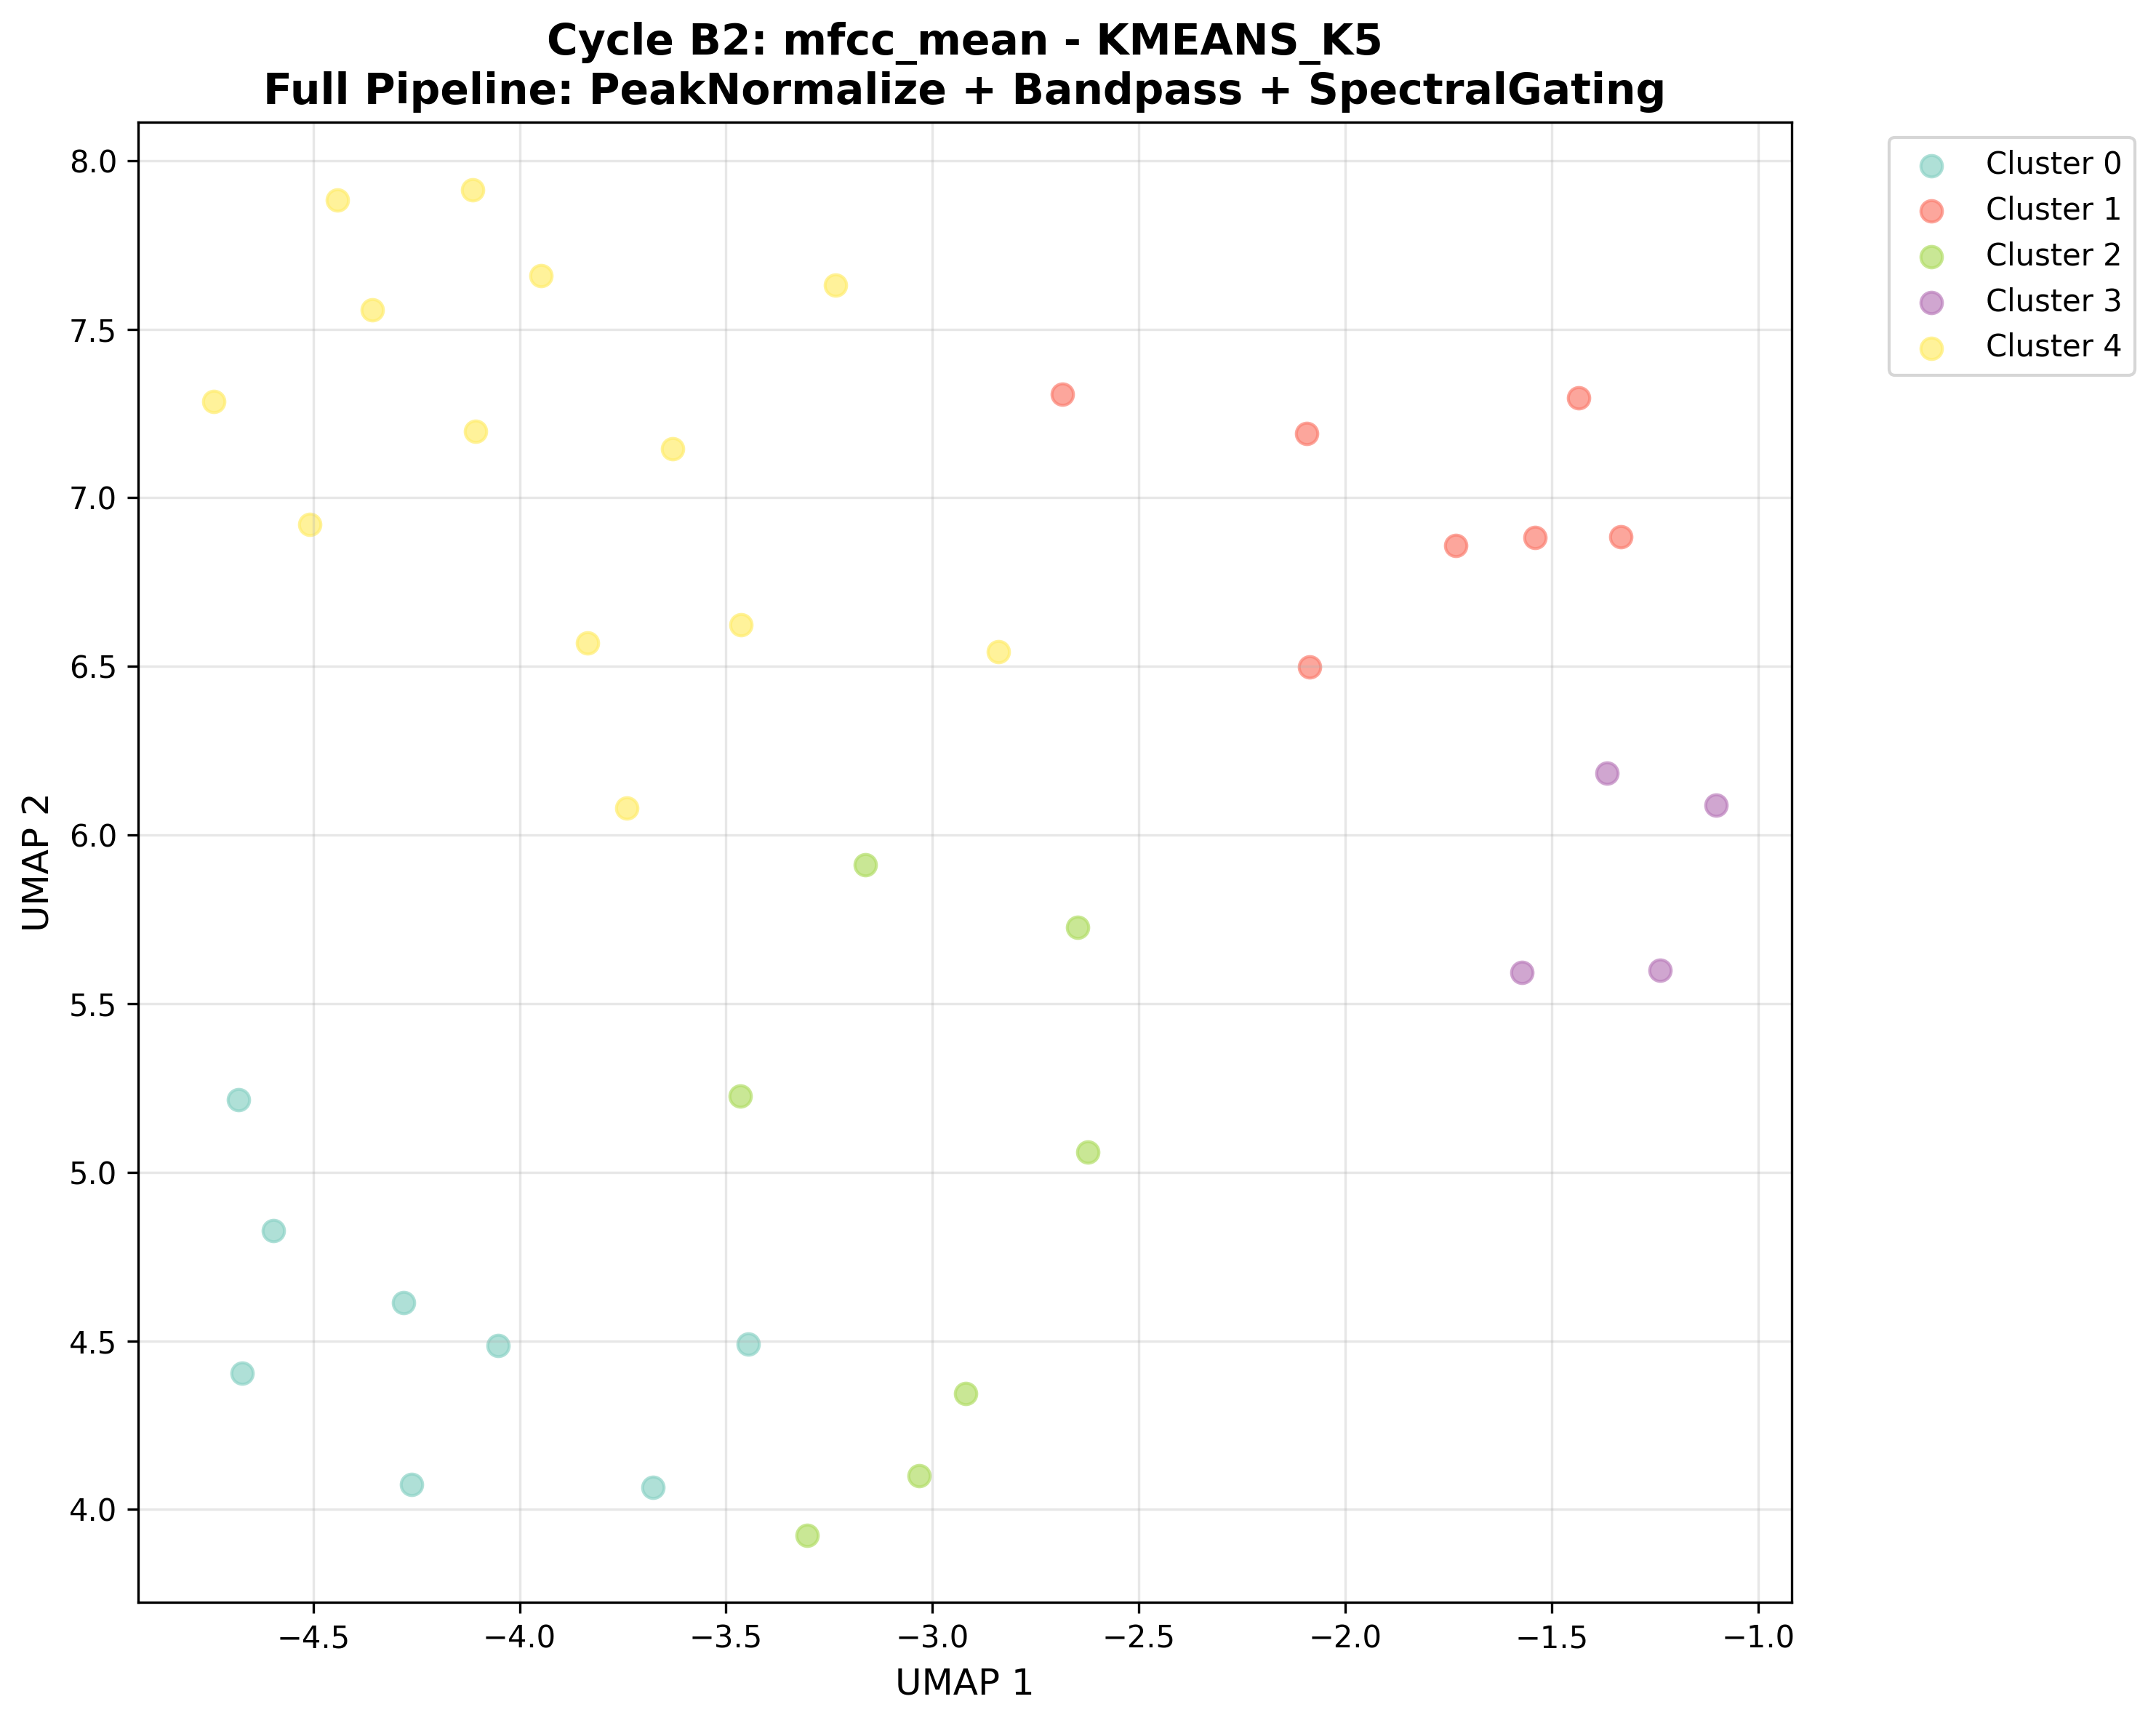 Cycle B2: mfcc_mean - KMEANS_K5
Full Pipeline: PeakNormalize + Bandpass + SpectralGating
Cluster 0
Cluster 1
Cluster 2
Cluster 3
Cluster 4
8.0
7.5
7.0
6.5
6.0
5.5
5.0
4.5
4.0
UMAP 2
−4.5 −4.0 −3.5 −3.0 −2.5 −2.0 −1.5 −1.0
UMAP 1